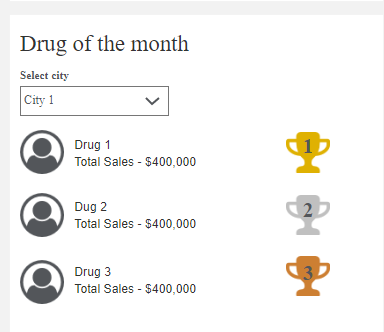 Drug of the month
Select city
City 1
Drug 1
Total Sales - $400,000
1
Dug 2
Total Sales - $400,000
2
Drug 3
Total Sales - $400,000
3